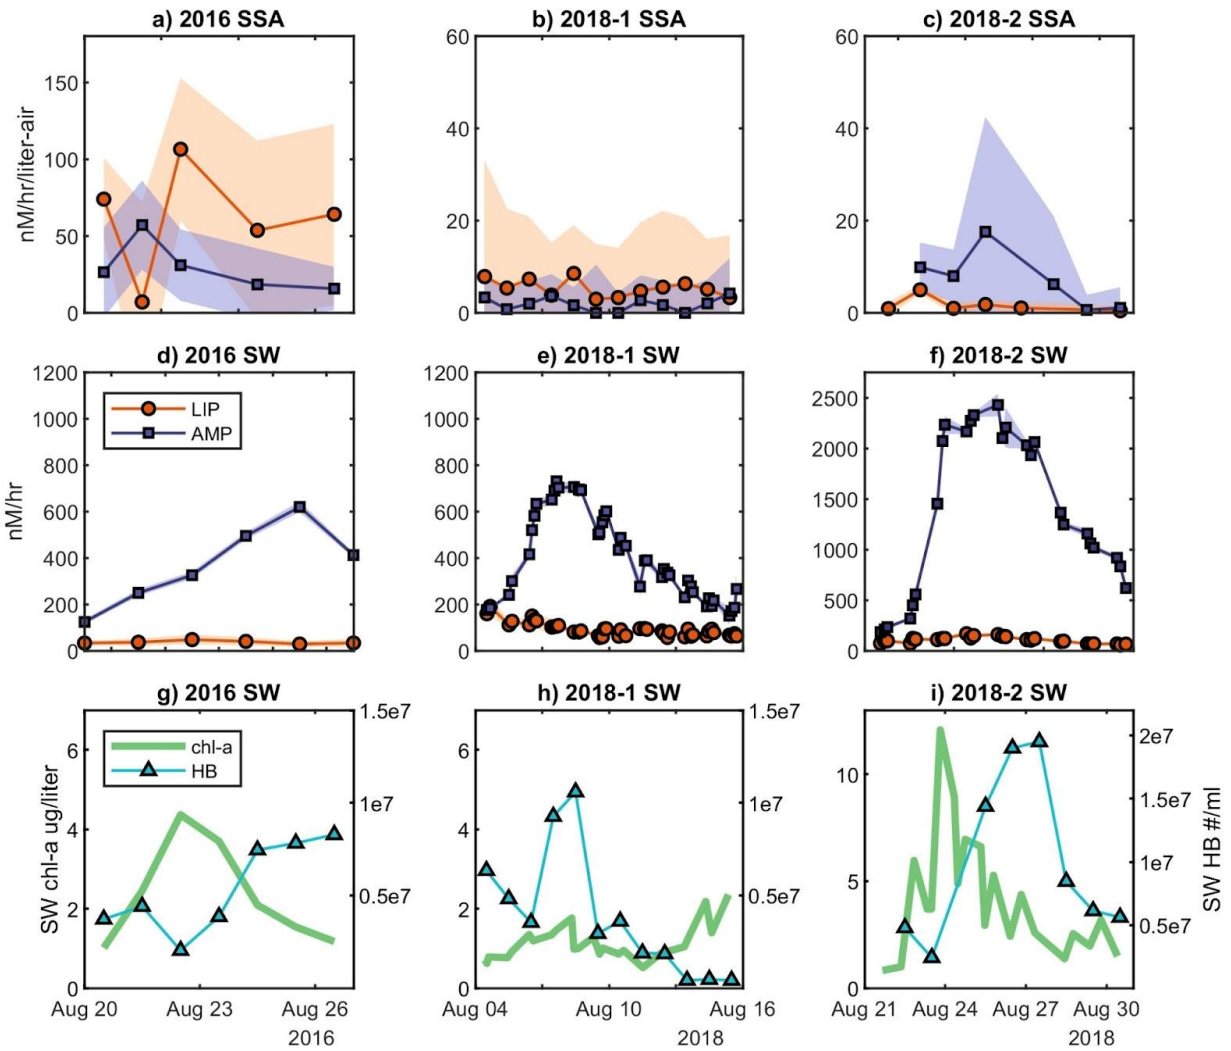 a) 2016 SSA
b) 2018-1 SSA
c) 2018-2 SSA
nM/hr/liter-air
150
100
50
0
60
40
20
0
60
40
20
0
d) 2016 SW
e) 2018-1 SW
f) 2018-2 SW
nM/hr
1200
1000
800
600
400
200
0
LIP
AMP
1200
1000
800
600
400
200
0
2500
2000
1500
1000
500
0
g) 2016 SW
h) 2018-1 SW
i) 2018-2 SW
SW chl-a ug/liter
6
4
2
0
chl-a
HB
1.5e7
1e7
0.5e7
6
4
2
0
1.5e7
1e7
0.5e7
10
5
0
2e7
1.5e7
1e7
0.5e7
SW HB #/ml
Aug 20 Aug 23 Aug 26
2016
Aug 04 Aug 10 Aug 16
2018
Aug 21 Aug 24 Aug 27 Aug 30
2018